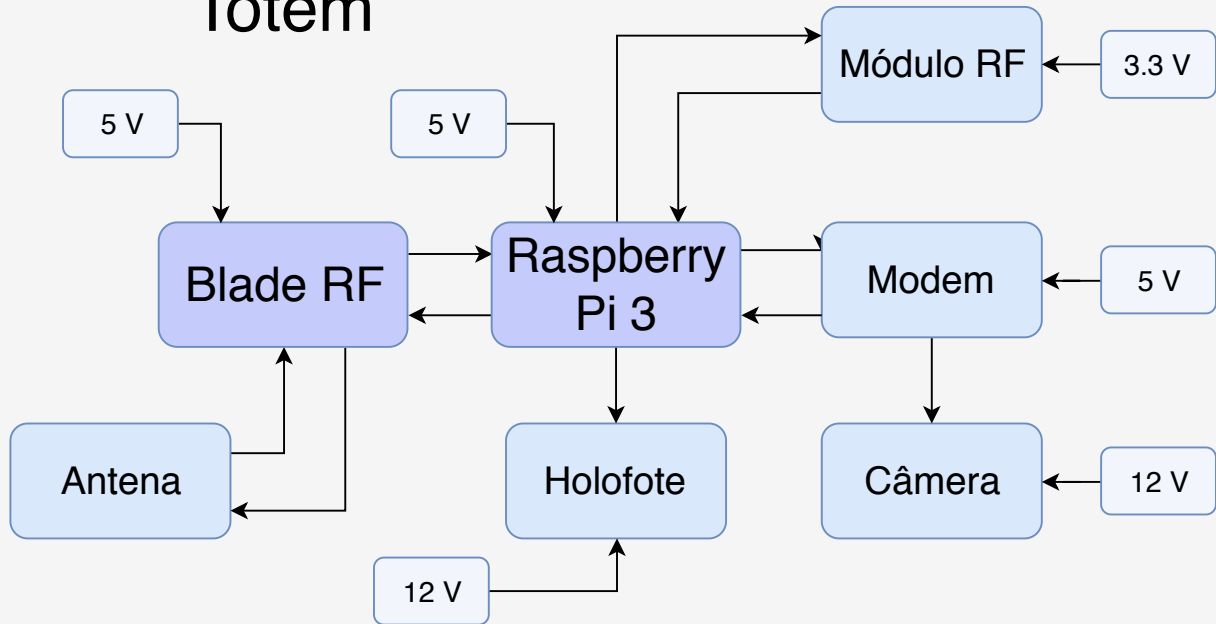 Totem
Módulo RF
3.3 V
5 V
5 V
Blade RF
Raspberry
Pi 3
Modem
5 V
Antena
Holofote
Câmera
12 V
12 V